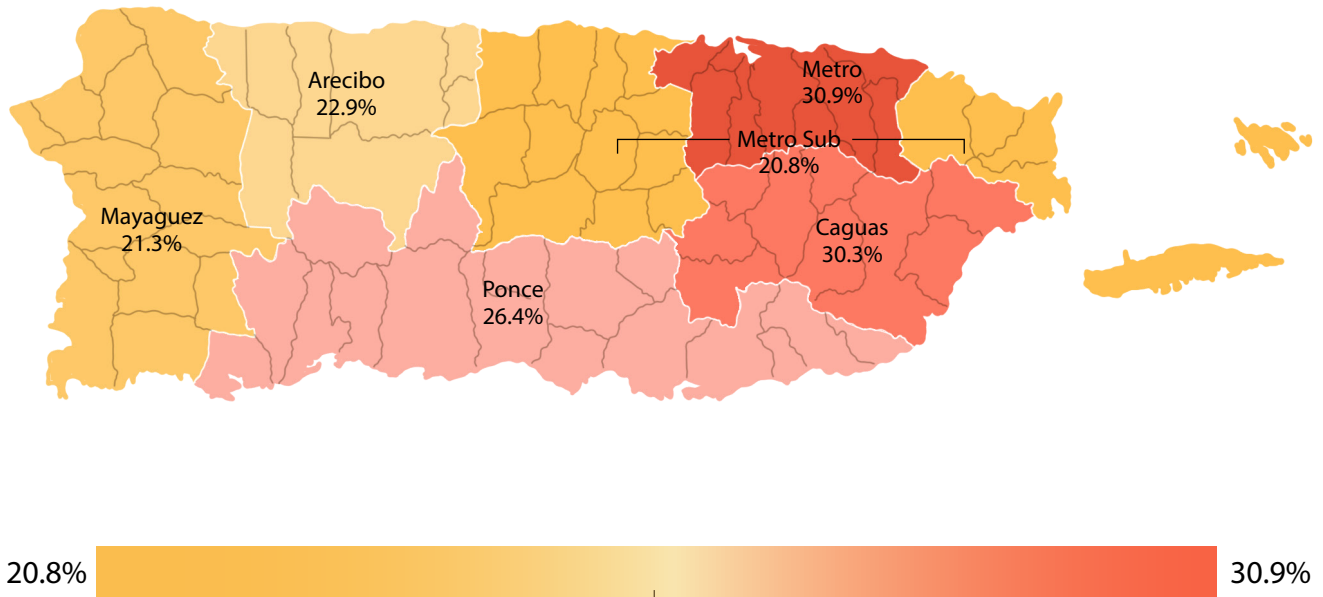 Arecibo
22.9%
Metro
30.9%
Metro Sub
20.8%
Mayaguez
21.3%
Caguas
30.3%
Ponce
26.4%
20.8%
30.9%